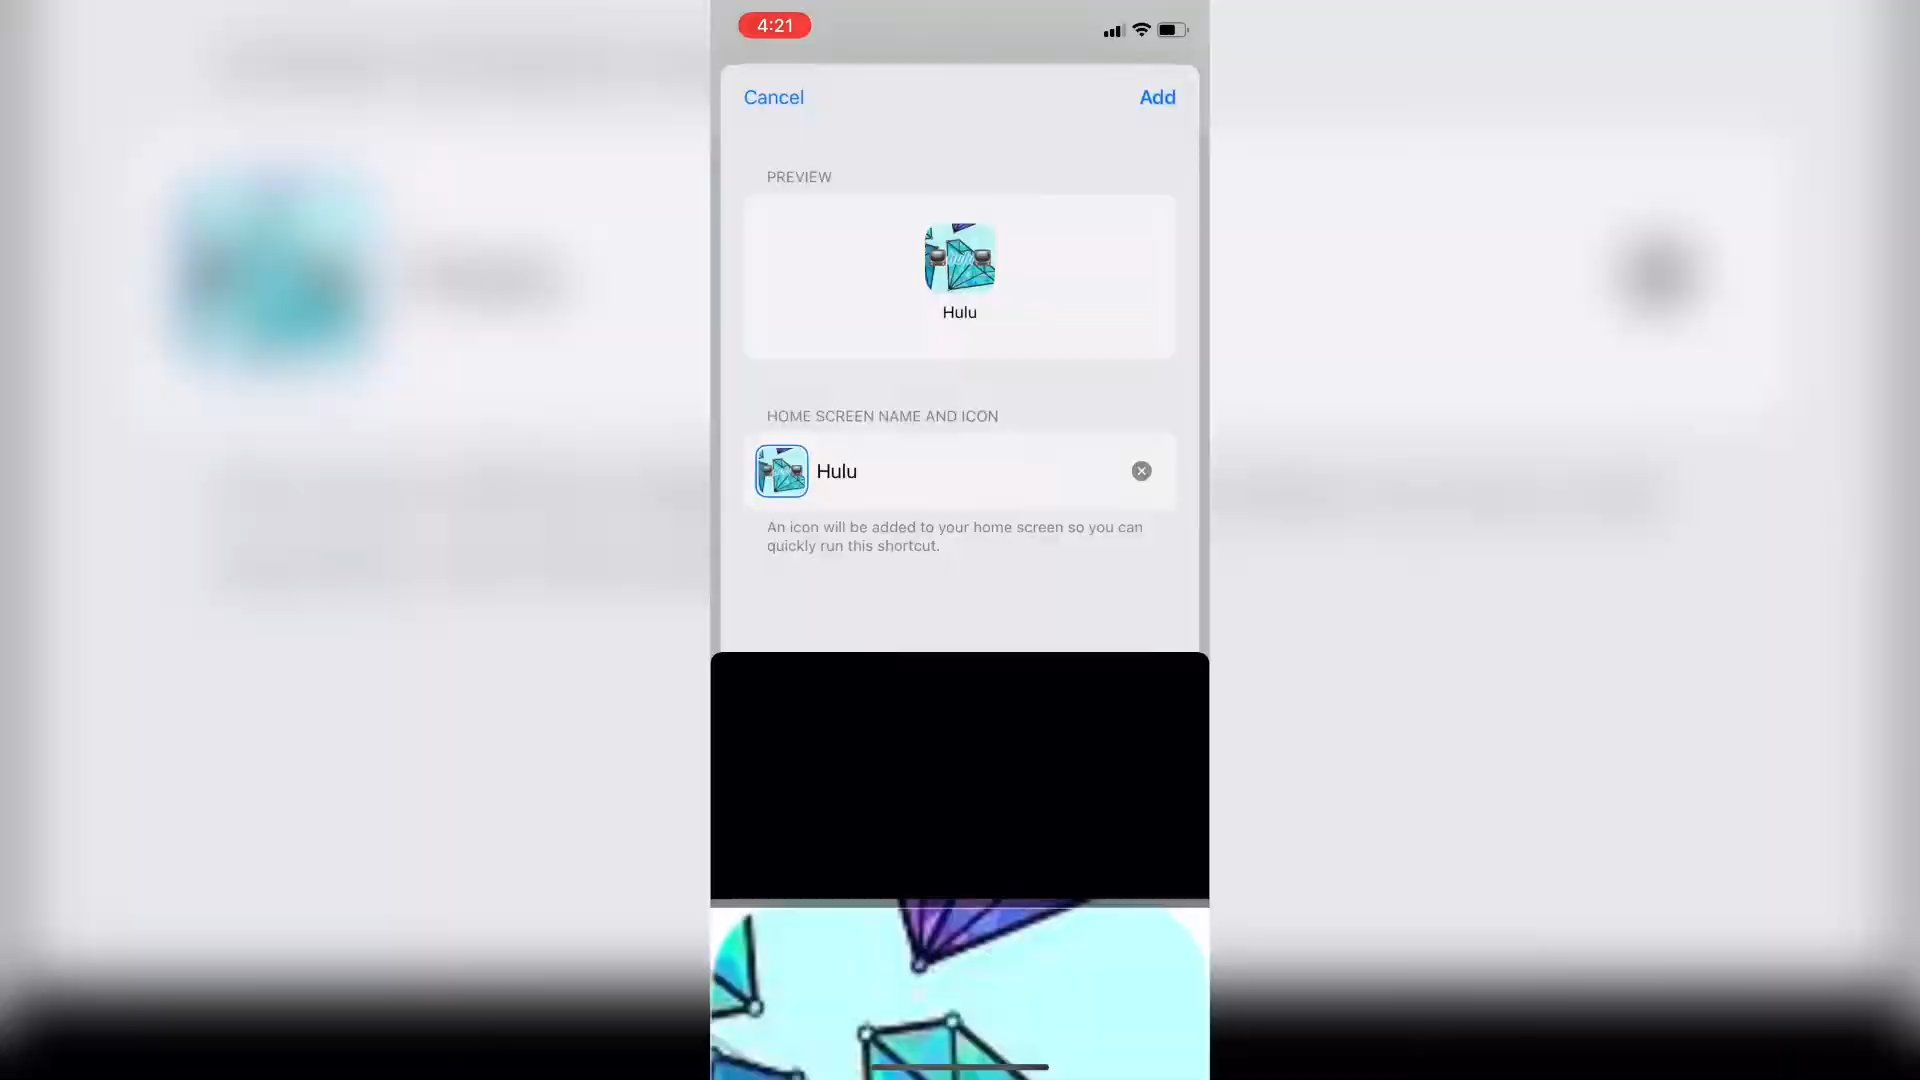 4:21
Cancel
Add
PREVIEW
Hulu
HOME SCREEN NAME AND ICON
Hulu
An icon will be added to your home screen so you can
quickly run this shortcut.